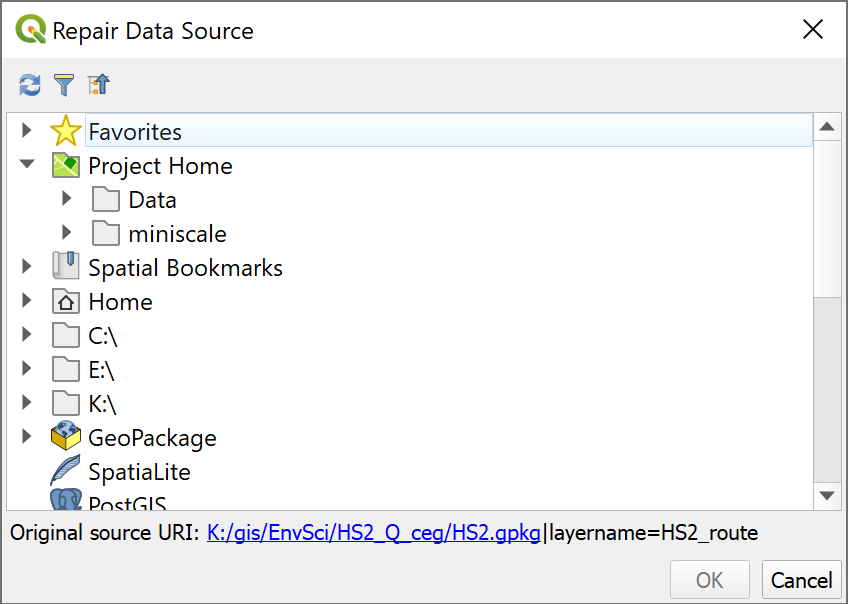 Repair Data Source
Favorites
Project Home
Data
miniscale
Spatial Bookmarks
Home
C:\
E:\
K:\
GeoPackage
SpatiaLite
PostGIS
Original source URI: K:/gis/EnvSci/HS2_Q_ceg/HS2.gpkg|layername=HS2_route
OK Cancel